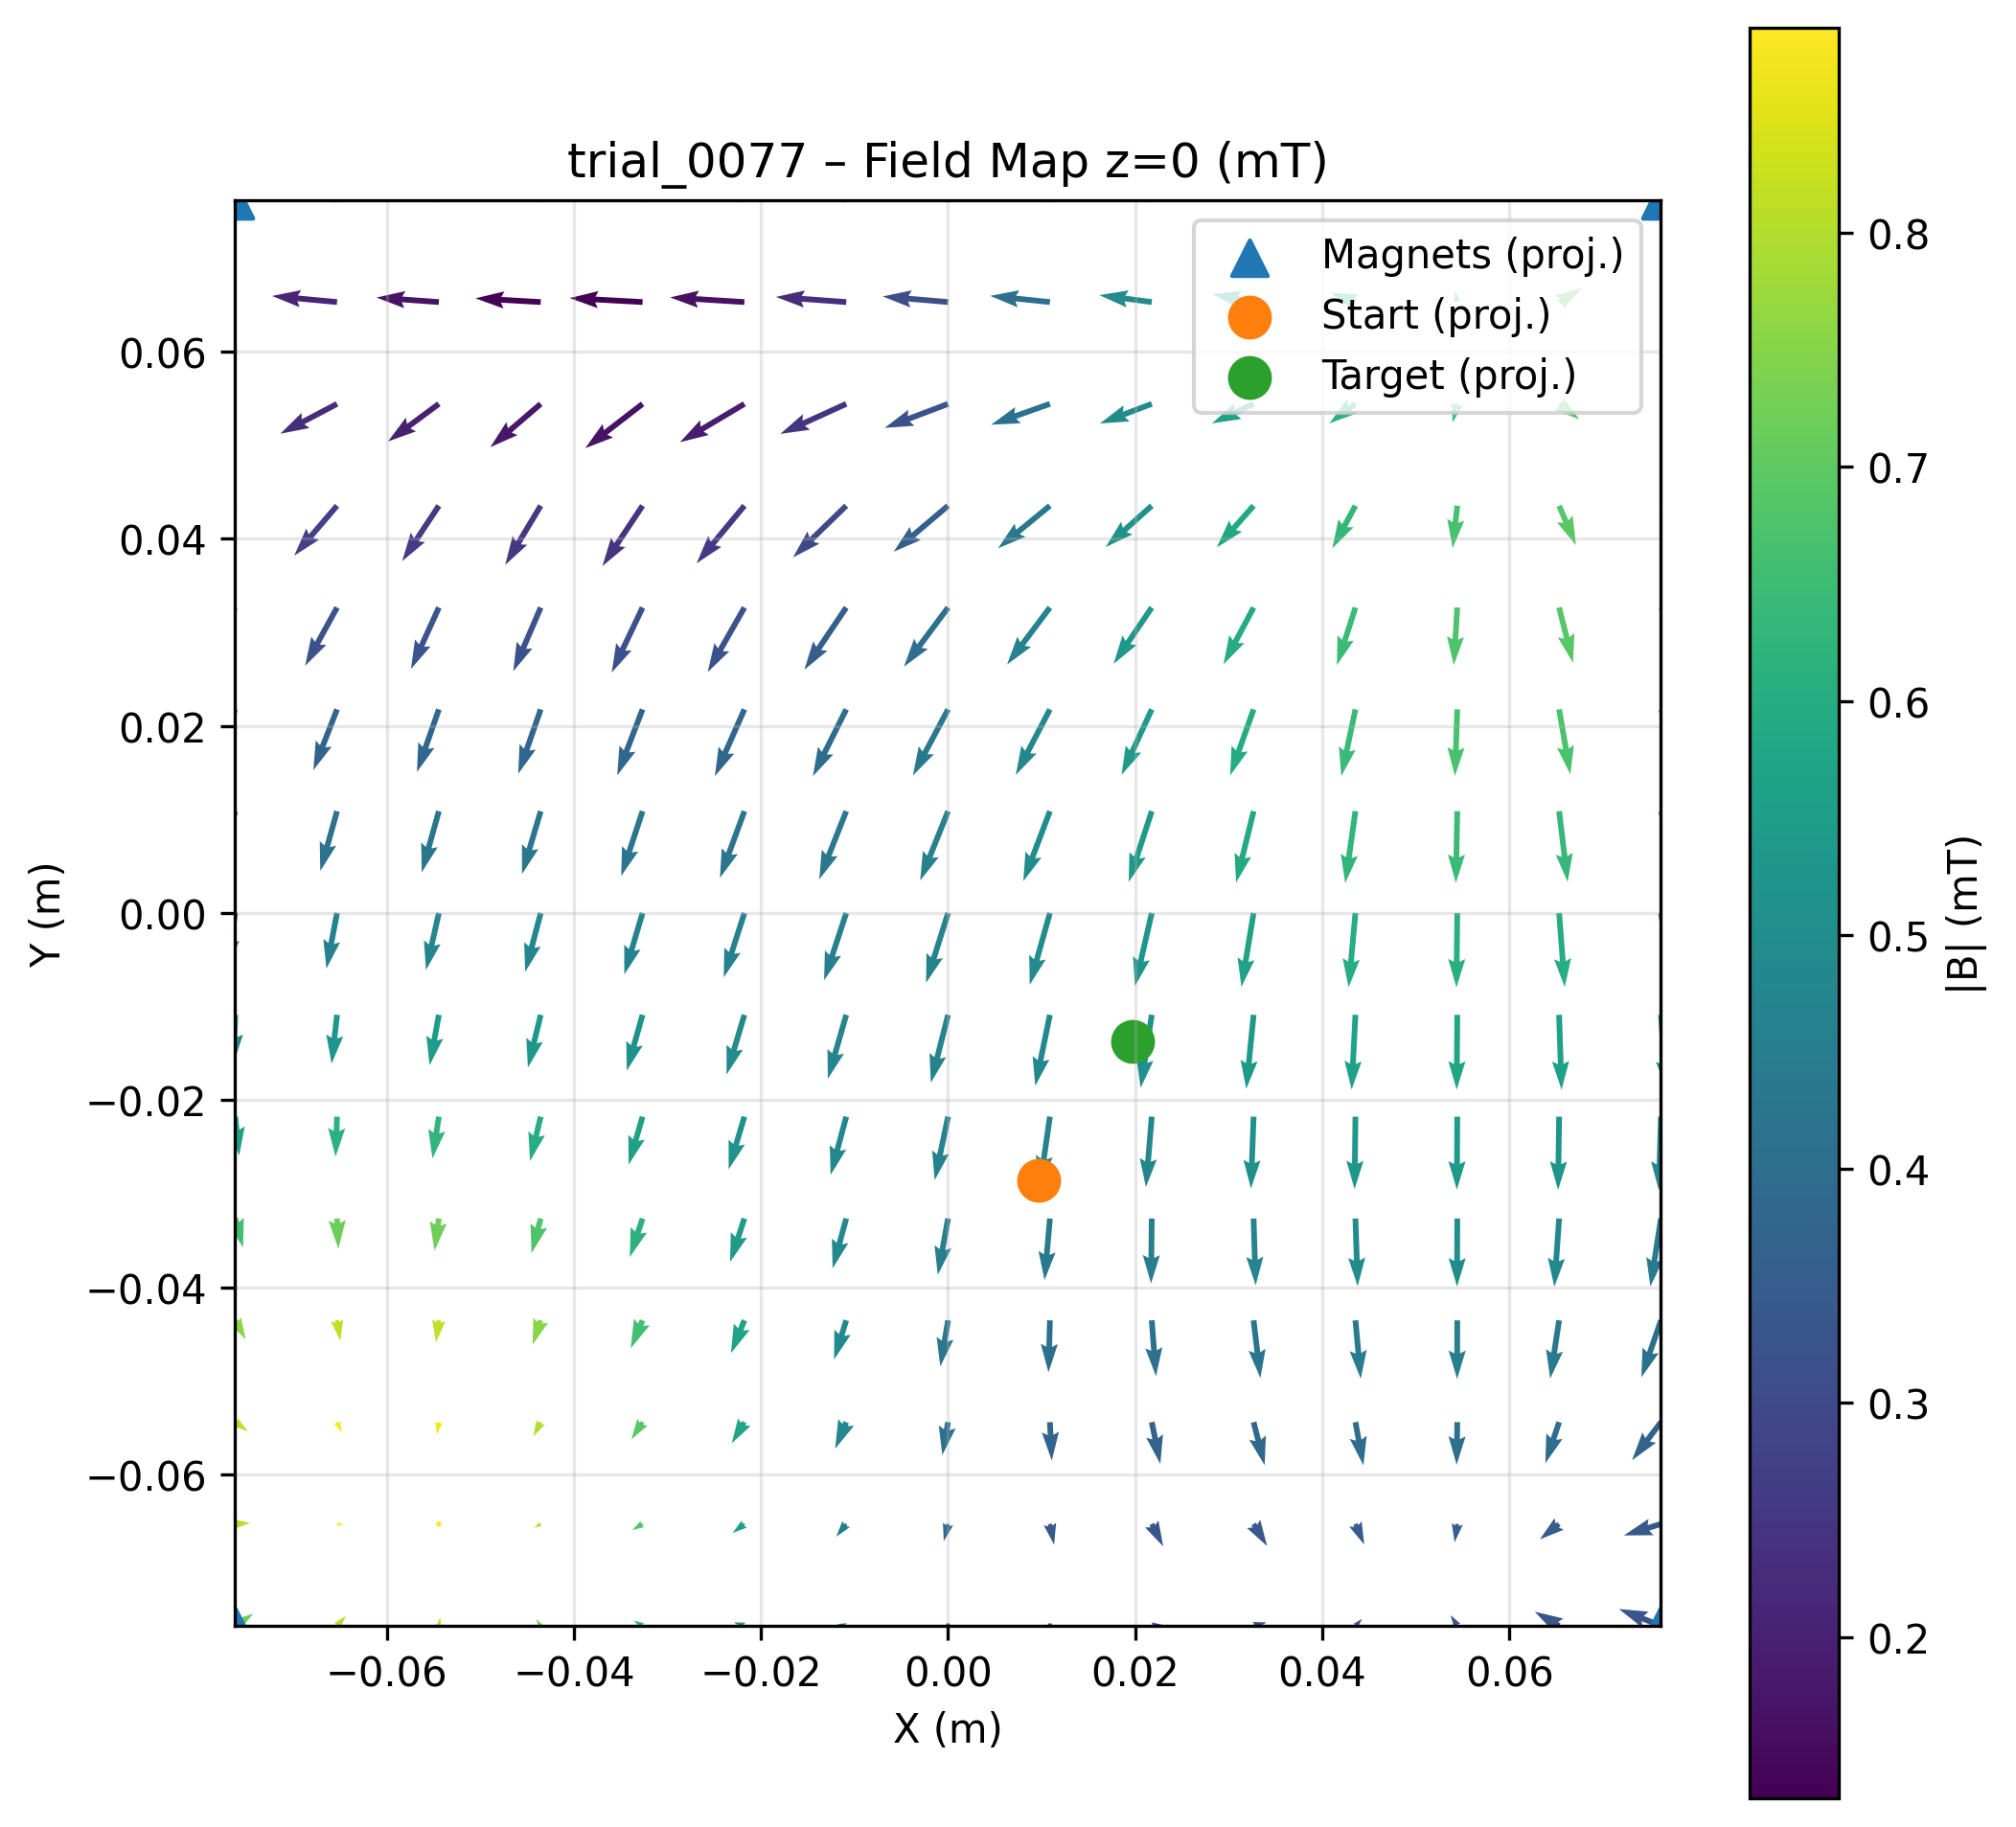 trial_0077 – Field Map z=0 (mT)
Magnets (proj.)
Start (proj.)
Target (proj.)
0.06
0.04
0.02
0.00
−0.02
−0.04
−0.06
Y (m)
−0.06 −0.04 −0.02 0.00 0.02 0.04 0.06
X (m)
0.8
0.7
0.6
0.5
0.4
0.3
0.2
|B| (mT)